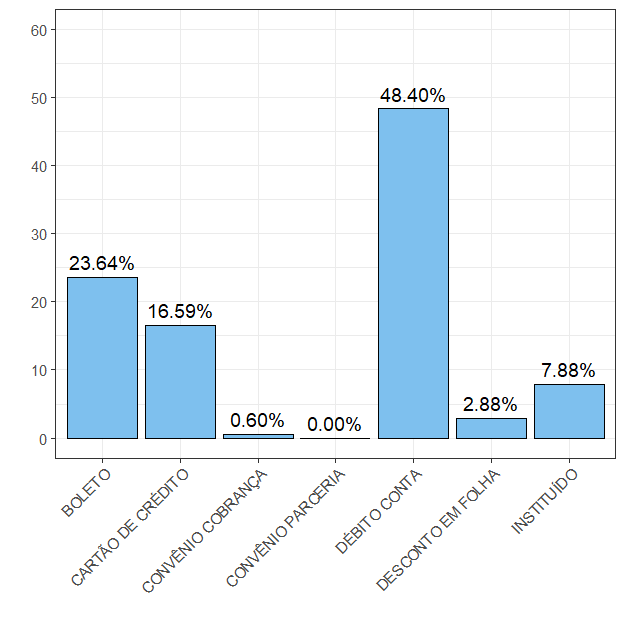 60
50
40
30
20
10
0
23.64%
16.59%
0.60%
0.00%
48.40%
2.88%
7.88%
BOLETO
CARTÃO DE CRÉDITO
CONVÊNIO COBRANÇA
CONVÊNIO PARCERIA
DÉBITO CONTA
DESCONTO EM FOLHA
INSTITUÍDO